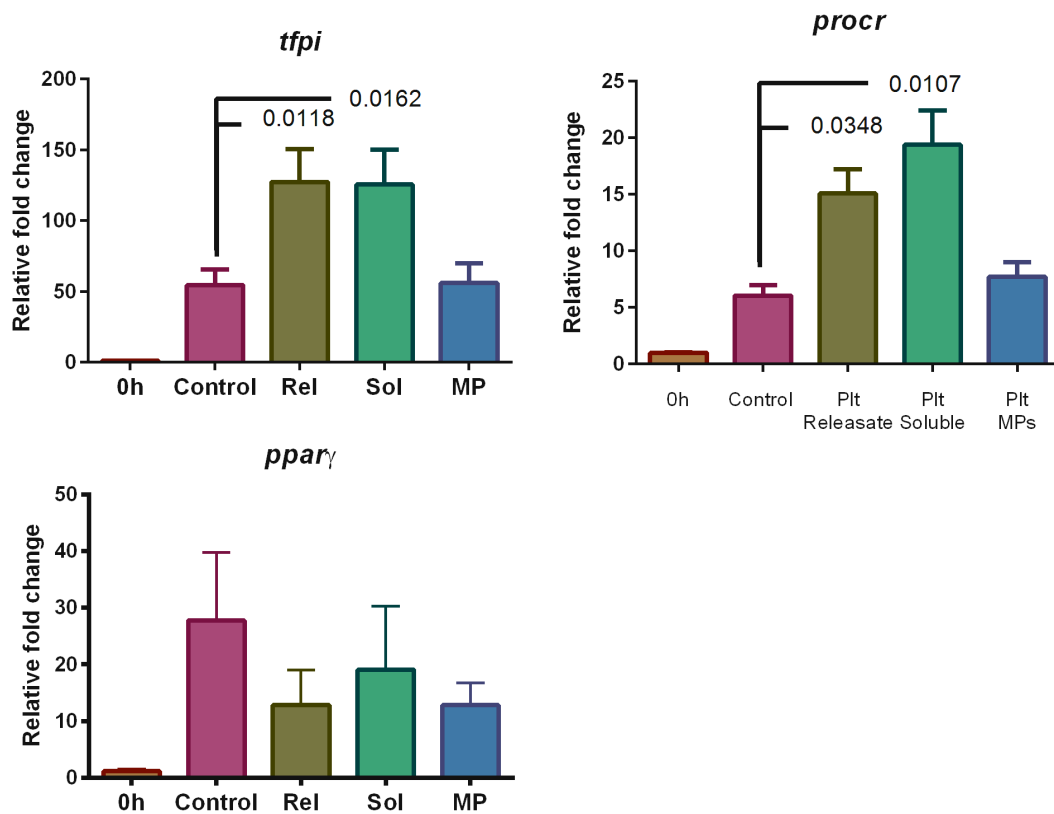 tfpi
Relative fold change
200
150
100
50
0
0.0162
0.0118
0h Control Rel Sol MP
procr
Relative fold change
25
20
15
10
5
0
0.0107
0.0348
0h Control Plt Plt Plt
Releasate Soluble MPs
pparγ
Relative fold change
50
40
30
20
10
0
0h Control Rel Sol MP